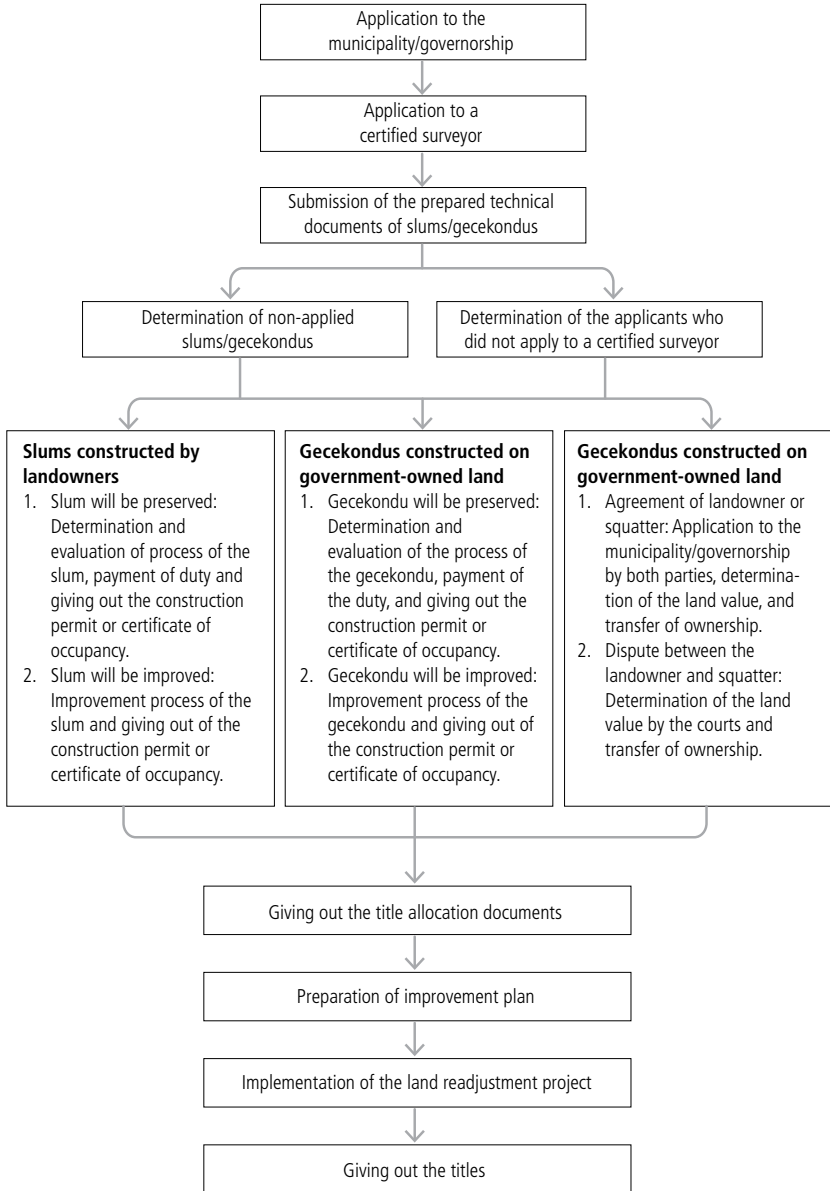 Application to the
municipality/governorship
Application to a
certified surveyor
Submission of the prepared technical
documents of slums/gecekondus
Determination of non-applied
slums/gecekondus
Determination of the applicants who
did not apply to a certified surveyor
Slums constructed by
landowners
1. Slum will be preserved:
Determination and
evaluation of process of the
slum, payment of duty and
giving out the construction
permit or certificate of
occupancy.
2. Slum will be improved:
Improvement process of the
slum and giving out of the
construction permit or
certificate of occupancy.
Gecekondus constructed on
government-owned land
1. Gecekondu will be preserved:
Determination and
evaluation of the process of
the gecekondu, payment of
the duty, and giving out the
construction permit or
certificate of occupancy.
2. Gecekondu will be improved:
Improvement process of the
gecekondu and giving out of
the construction permit or
certificate of occupancy.
Gecekondus constructed on
government-owned land
1. Agreement of landowner or
squatter: Application to the
municipality/governorship
by both parties, determina-
tion of the land value, and
transfer of ownership.
2. Dispute between the
landowner and squatter:
Determination of the land
value by the courts and
transfer of ownership.
Giving out the title allocation documents
Preparation of improvement plan
Implementation of the land readjustment project
Giving out the titles